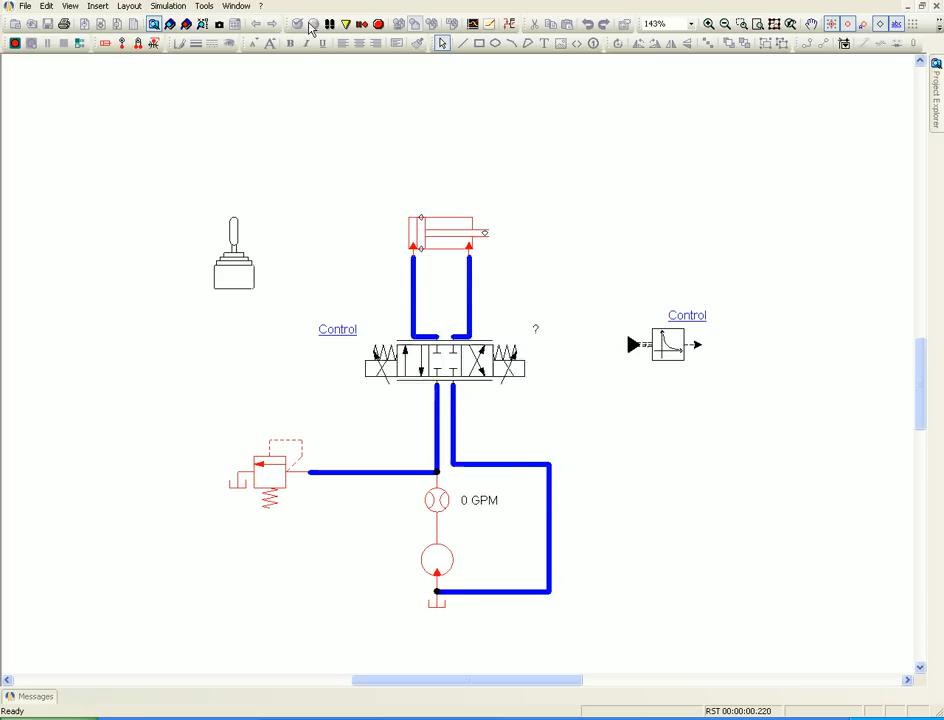 File Edit View Insert Layout Simulation Tools Window ?
143%
B I U
T
Project Explorer
Control
Control
?
0 GPM
Messages
Ready
RST 00:00:00.220